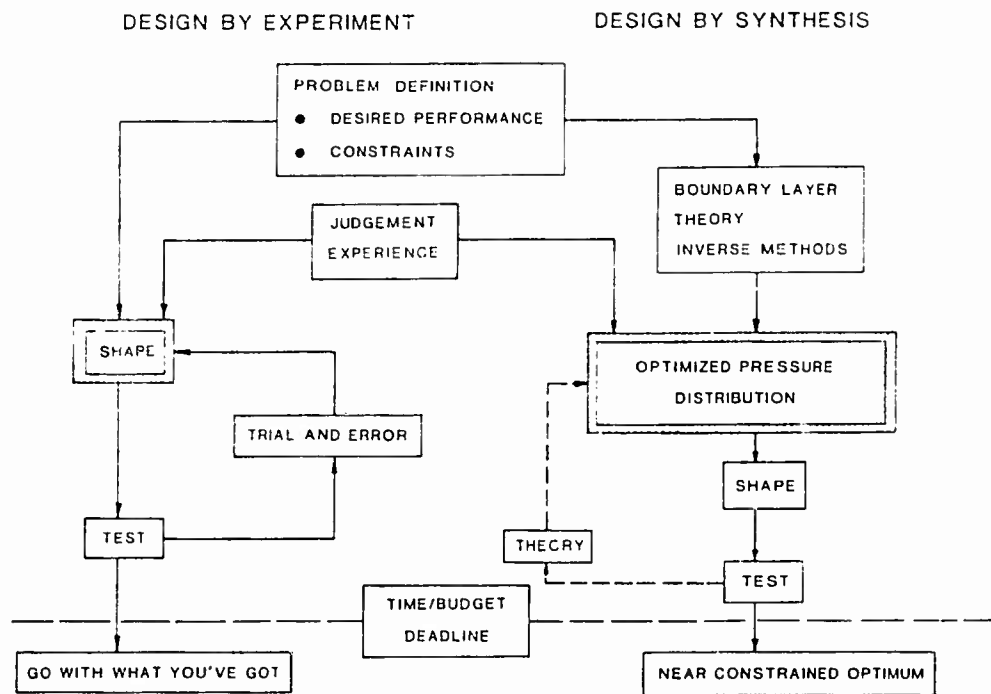 DESIGN BY EXPERIMENT
DESIGN BY SYNTHESIS
PROBLEM DEFINITION
● DESIRED PERFORMANCE
● CONSTRAINTS
BOUNDARY LAYER
THEORY
INVERSE METHODS
JUDGEMENT
EXPERIENCE
SHAPE
OPTIMIZED PRESSURE
DISTRIBUTION
TRIAL AND ERROR
SHAPE
TEST
THEORY
TEST
TIME/BUDGET
DEADLINE
GO WITH WHAT YOU'VE GOT
NEAR CONSTRAINED OPTIMUM